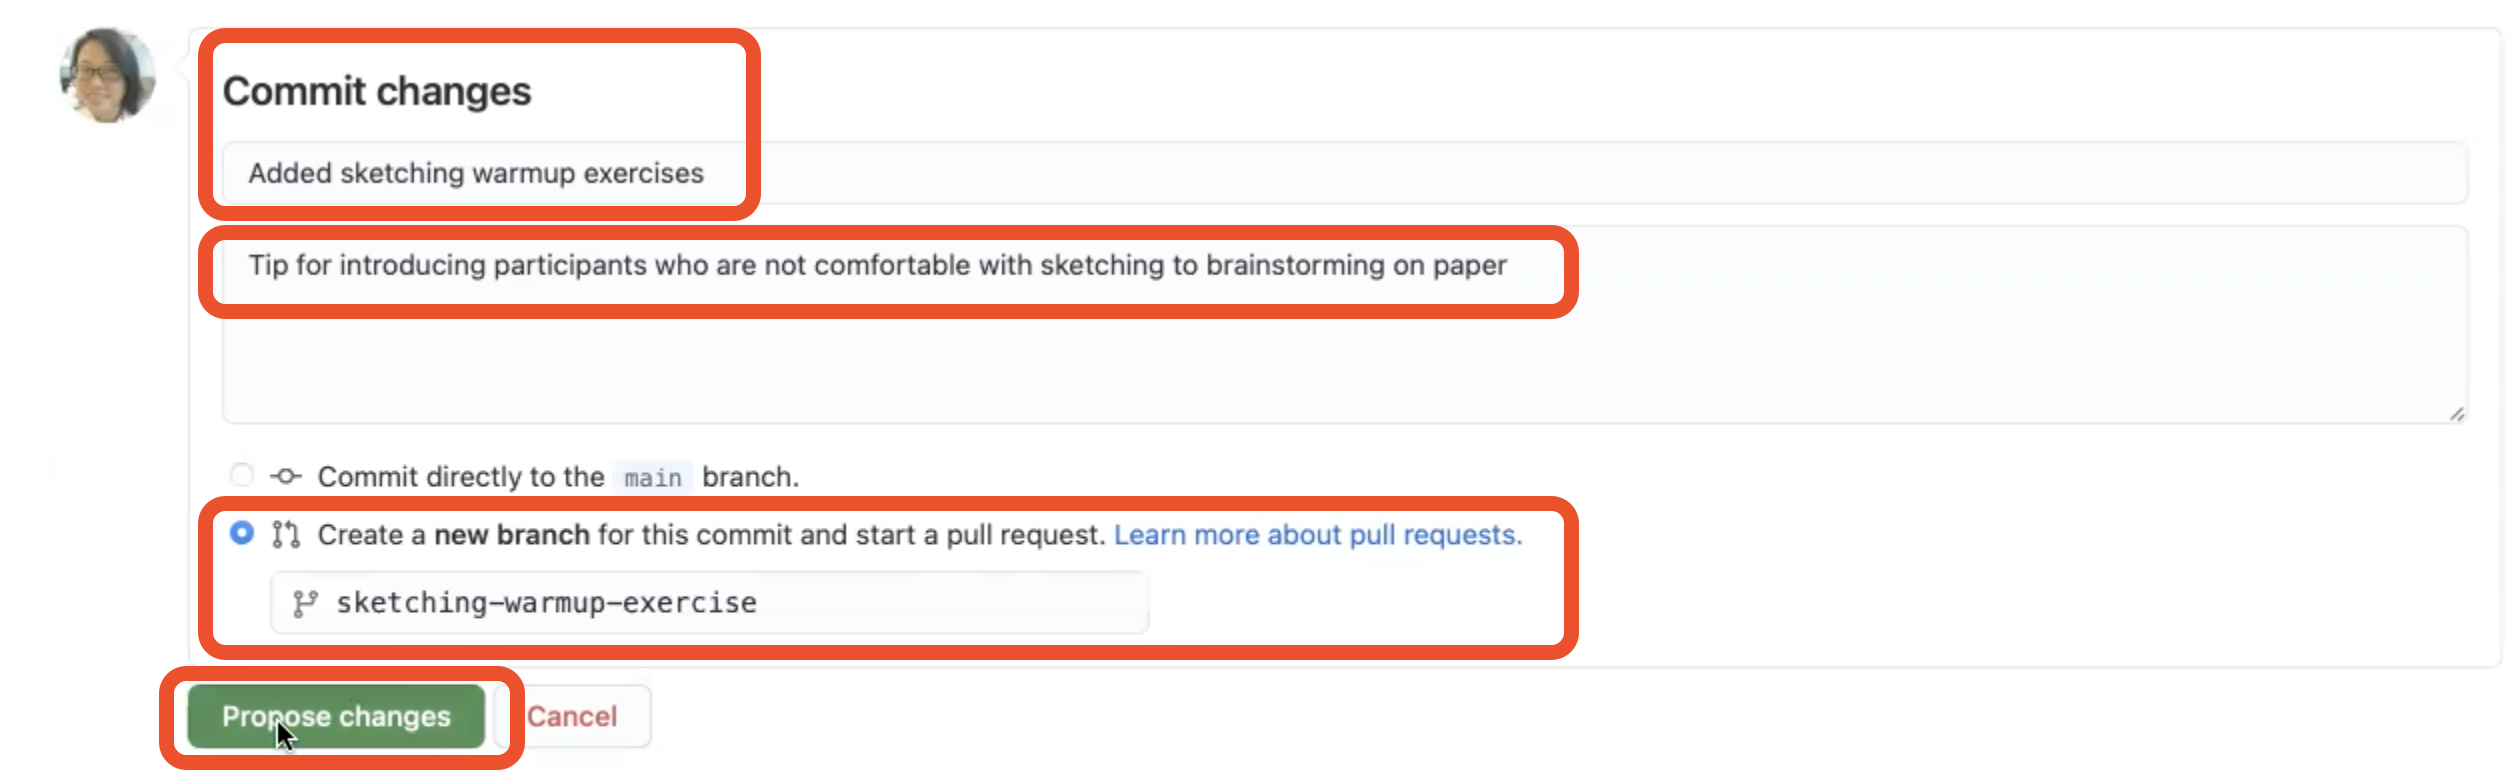 Commit changes
Added sketching warmup exercises
Tip for introducing participants who are not comfortable with sketching to brainstorming on paper
Commit directly to the main branch.
Create a new branch for this commit and start a pull request. Learn more about pull requests.
sketching-warmup-exercise
Propose changes Cancel